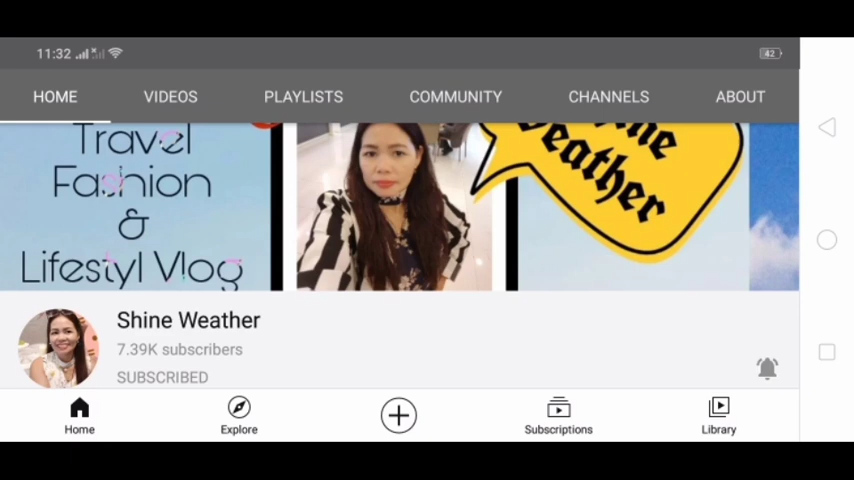 11:32
42
HOME VIDEOS PLAYLISTS COMMUNITY CHANNELS ABOUT
Travel
Fashion
&
Lifestyl Vlog
Weather
Shine Weather
7.39K subscribers
SUBSCRIBED
Home Explore Subscriptions Library